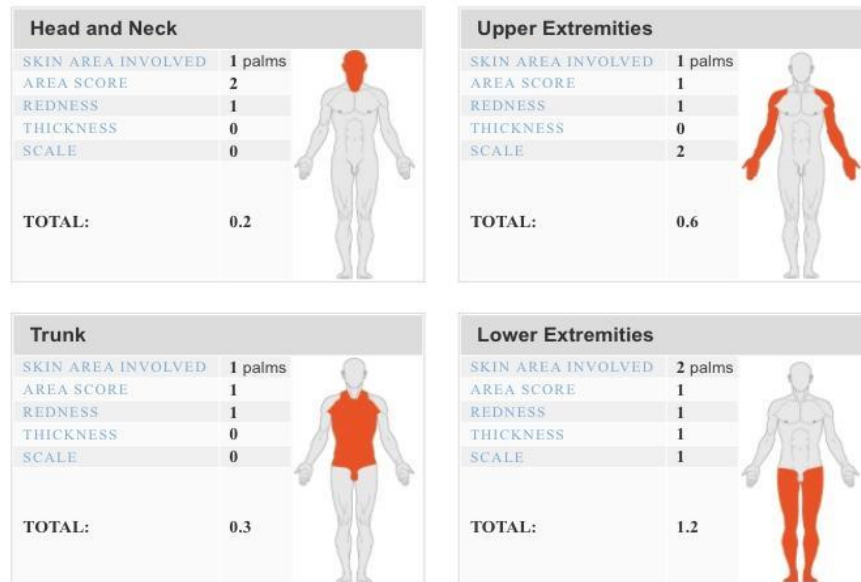 Head and Neck
SKIN AREA INVOLVED 1 palms
AREA SCORE 2
REDNESS 1
THICKNESS 0
SCALE 0
TOTAL: 0.2
Upper Extremities
SKIN AREA INVOLVED 1 palms
AREA SCORE 1
REDNESS 1
THICKNESS 0
SCALE 2
TOTAL: 0.6
Trunk
SKIN AREA INVOLVED 1 palms
AREA SCORE 1
REDNESS 1
THICKNESS 0
SCALE 0
TOTAL: 0.3
Lower Extremities
SKIN AREA INVOLVED 2 palms
AREA SCORE 1
REDNESS 1
THICKNESS 1
SCALE 1
TOTAL: 1.2